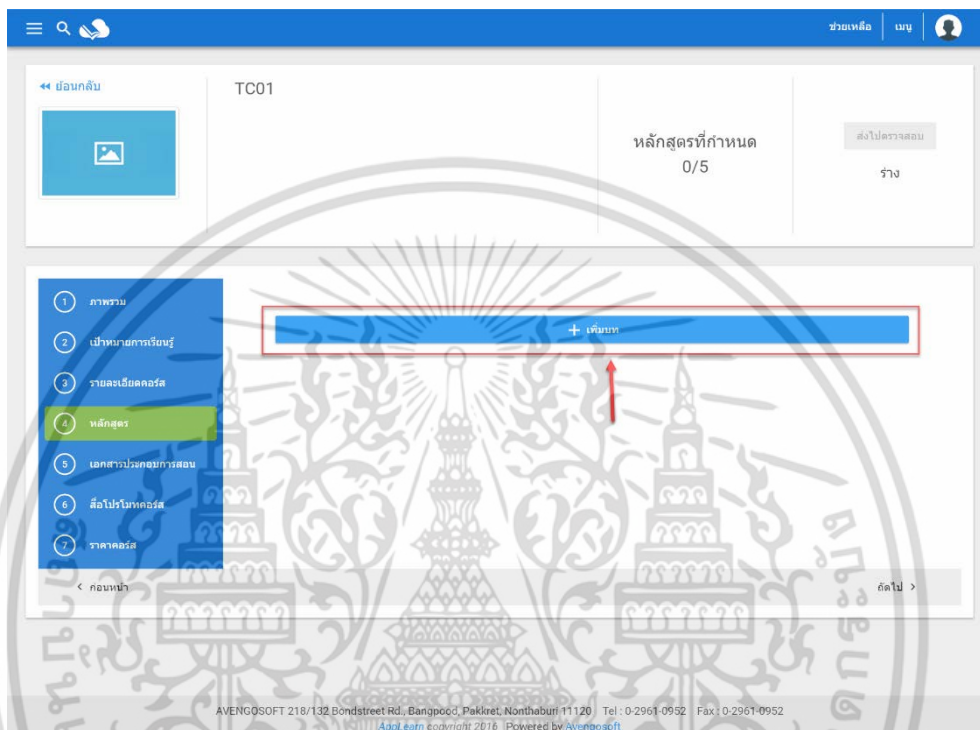 ช่วยเหลือ เมนู
ย้อนกลับ
TC01
หลักสูตรที่กำหนด
0/5
ส่งไปตรวจสอบ
ร่าง
1 ภาพรวม
2 เป้าหมายการเรียนรู้
3 รายละเอียดคอร์ส
4 หลักสูตร
5 เอกสารประกอบการสอน
6 สื่อโปรโมทคอร์ส
7 ราคาคอร์ส
+ เพิ่มบท
< ก่อนหน้า
ถัดไป >
AVENGOSOFT 218/132 Bondstreet Rd., Bangpood, Pakkret, Nonthaburi 11120 Tel : 0-2961-0952 Fax : 0-2961-0952
AppLearn copyright 2016 Powered by Avengosoft